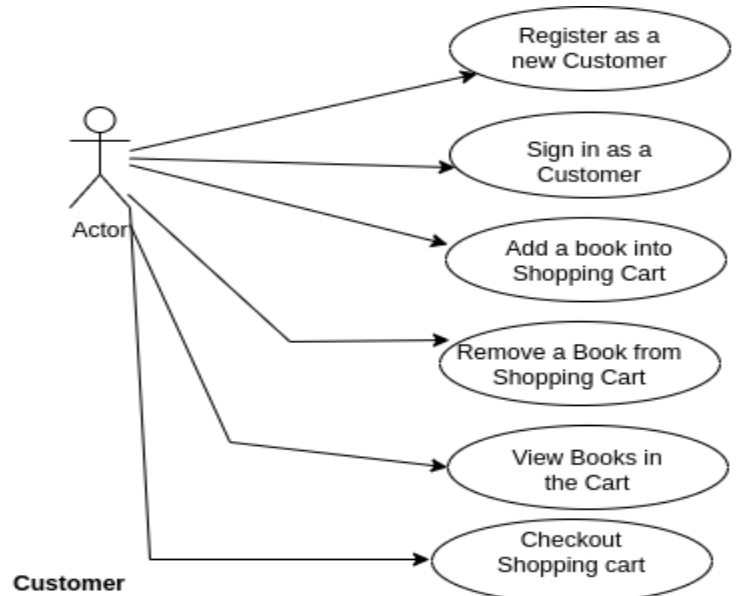 Register as a
new Customer
Sign in as a
Customer
Actor
Add a book into
Shopping Cart
Remove a Book from
Shopping Cart
View Books in
the Cart
Checkout
Shopping cart
Customer